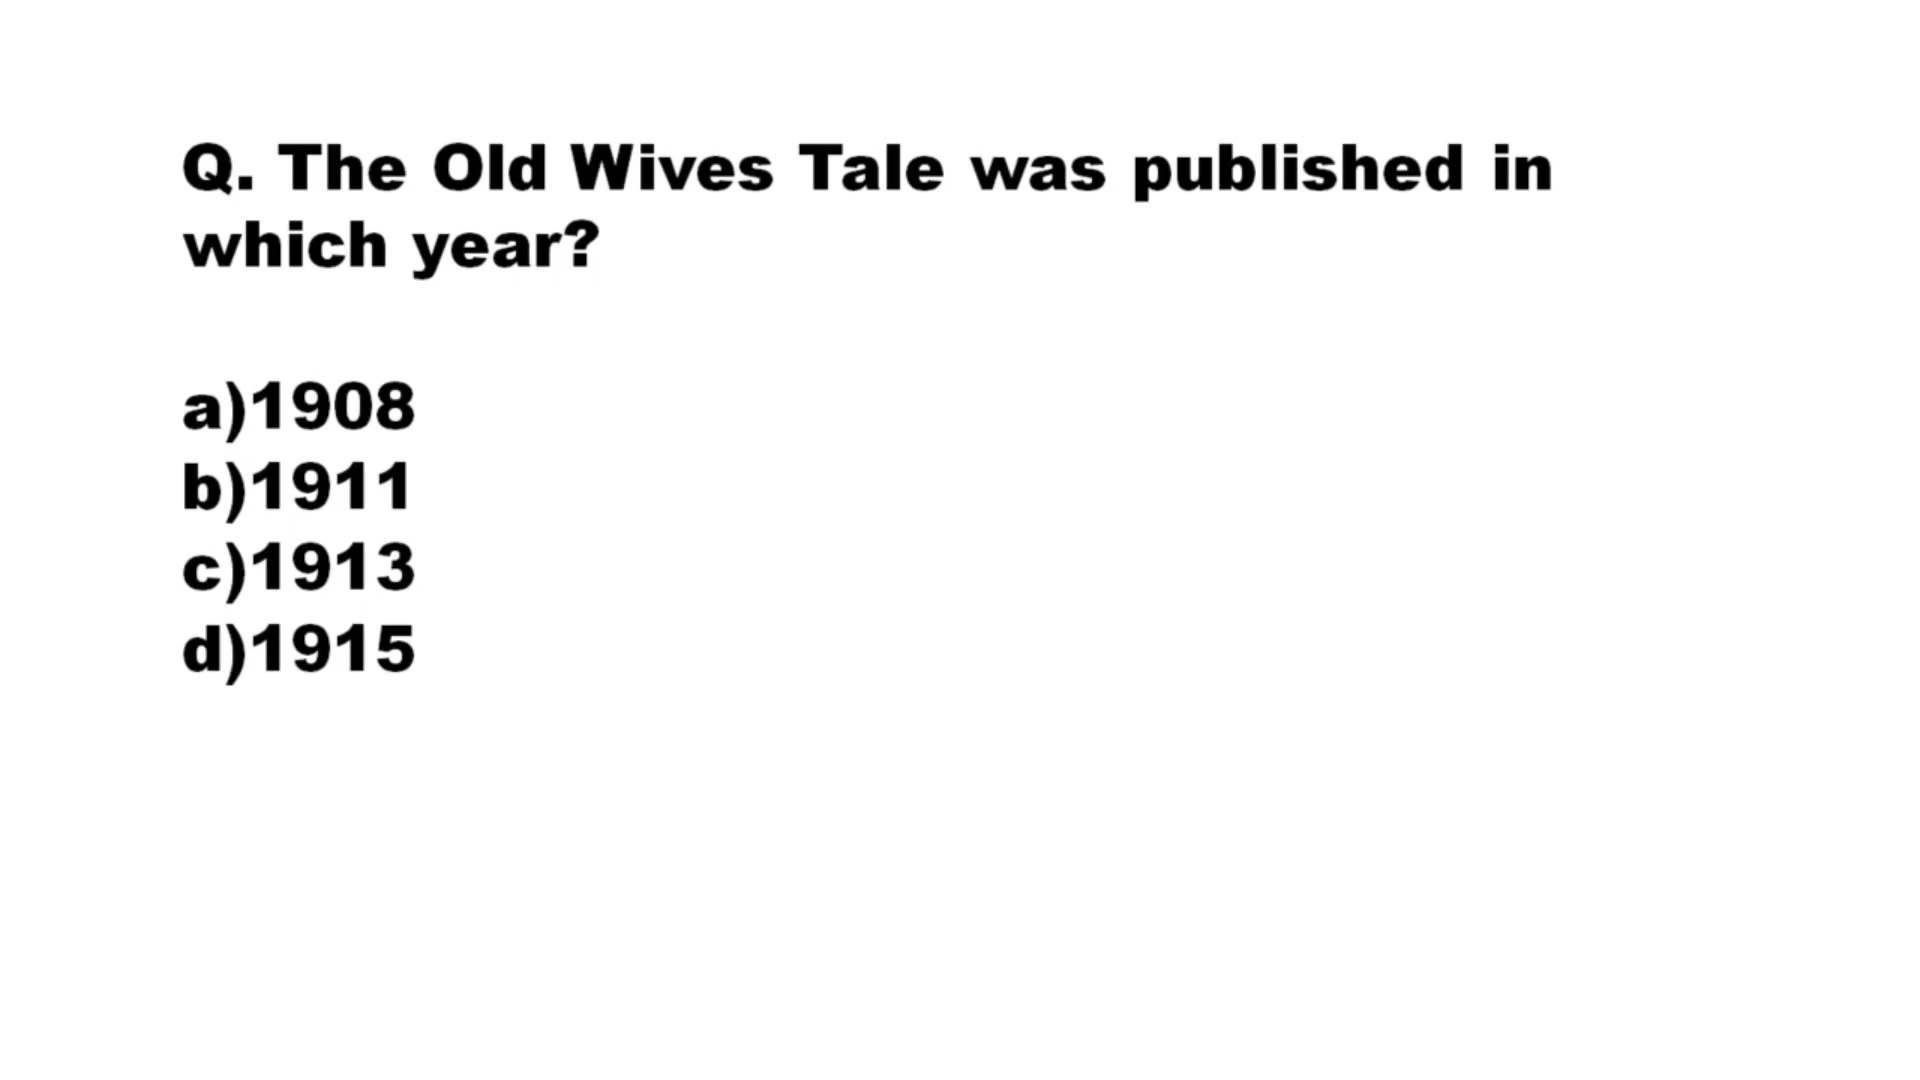 Q. The Old Wives Tale was published in
which year?
a)1908
b)1911
c)1913
d)1915